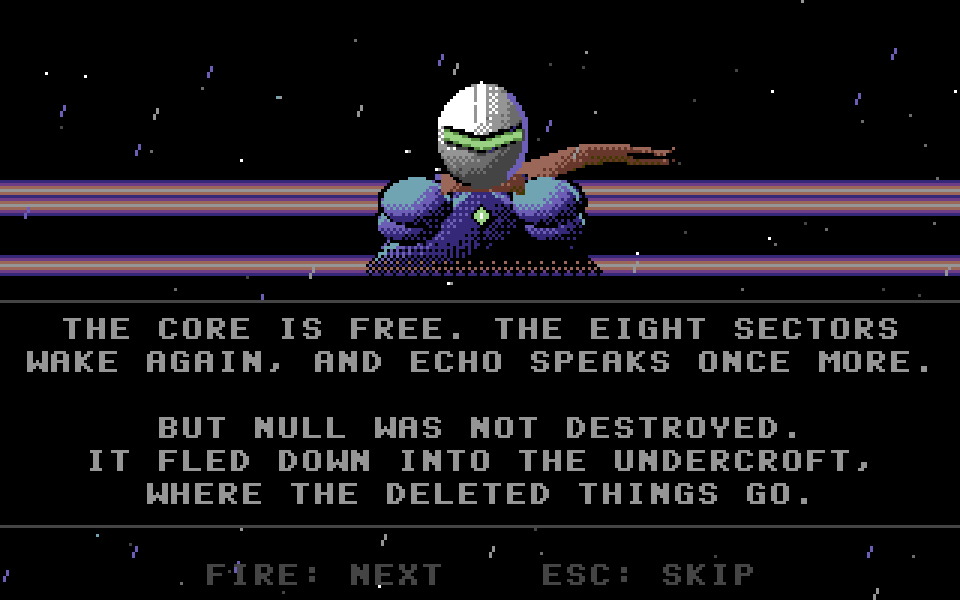 THE CORE IS FREE. THE EIGHT SECTORS
WAKE AGAIN, AND ECHO SPEAKS ONCE MORE.
BUT NULL WAS NOT DESTROYED.
IT FLED DOWN INTO THE UNDERCROFT,
WHERE THE DELETED THINGS GO.
FIRE: NEXT ESC: SKIP